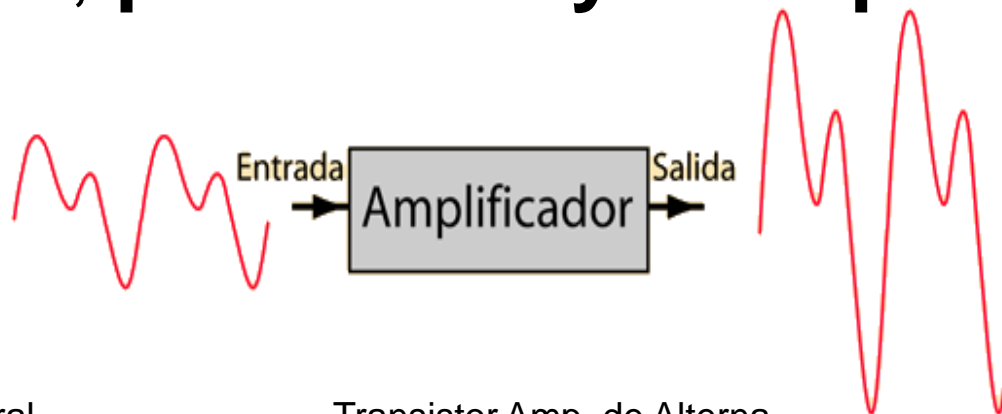 Entrada
Amplificador
Salida
Transistor Amp. de Alterna